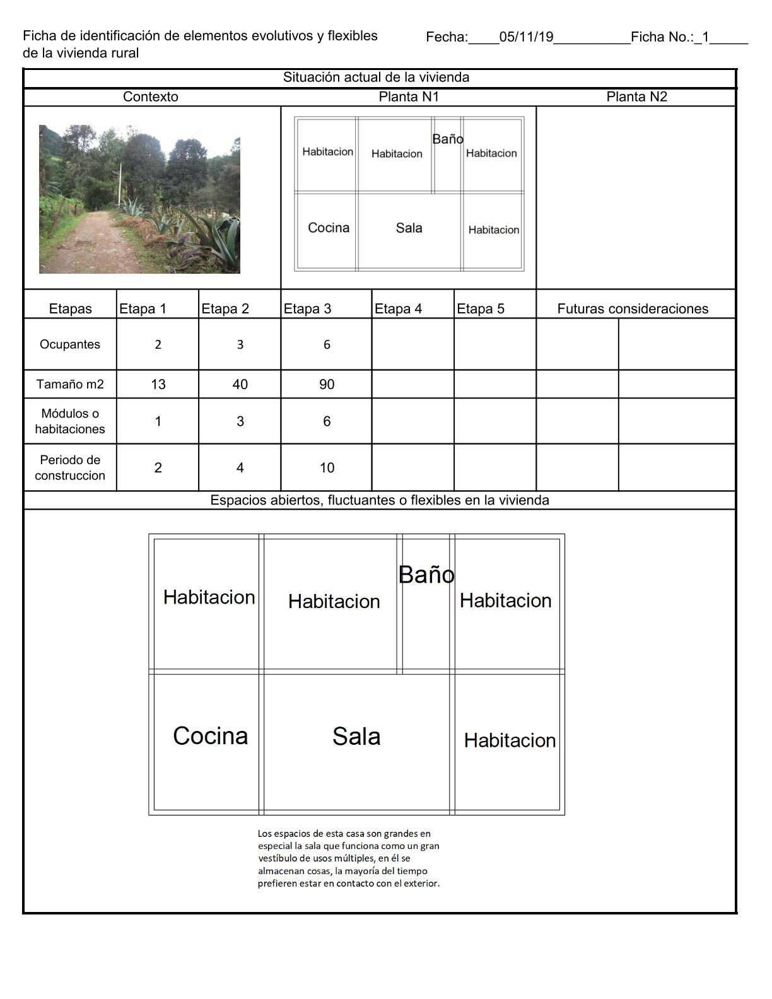 Ficha de identificación de elementos evolutivos y flexibles
de la vivienda rural
Fecha:____05/11/19__________Ficha No.:_1_____
Situación actual de la vivienda
Contexto Planta N1 Planta N2
Baño
Habitacion Habitacion Habitacion
Cocina Sala Habitacion
Etapas Etapa 1 Etapa 2 Etapa 3 Etapa 4 Etapa 5 Futuras consideraciones
Ocupantes 2 3 6
Tamaño m2 13 40 90
Módulos o
habitaciones 1 3 6
Periodo de
construccion 2 4 10
Espacios abiertos, fluctuantes o flexibles en la vivienda
Baño
Habitacion Habitacion Habitacion
Cocina Sala Habitacion
Los espacios de esta casa son grandes en
especial la sala que funciona como un gran
vestíbulo de usos múltiples, en él se
almacenan cosas, la mayoría del tiempo
prefieren estar en contacto con el exterior.